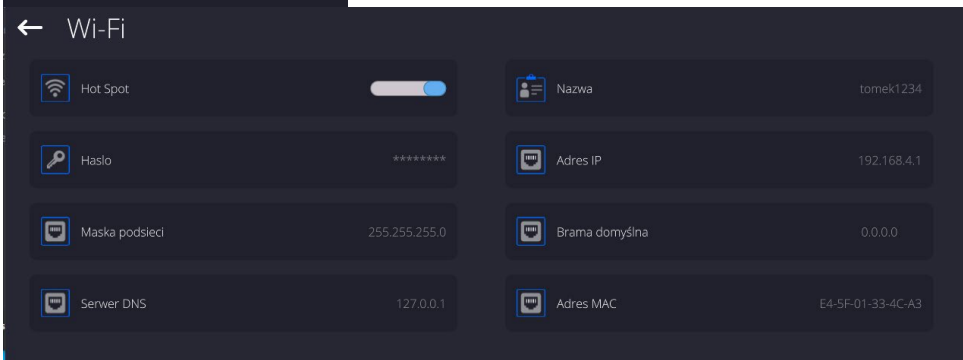 Wi-Fi
Hot Spot
Nazwa tomek1234
Haslo ********
Adres IP 192.168.4.1
Maska podsieci 255.255.255.0
Brama domyślna 0.0.0.0
Serwer DNS 127.0.0.1
Adres MAC E4-5F-01-33-4C-A3